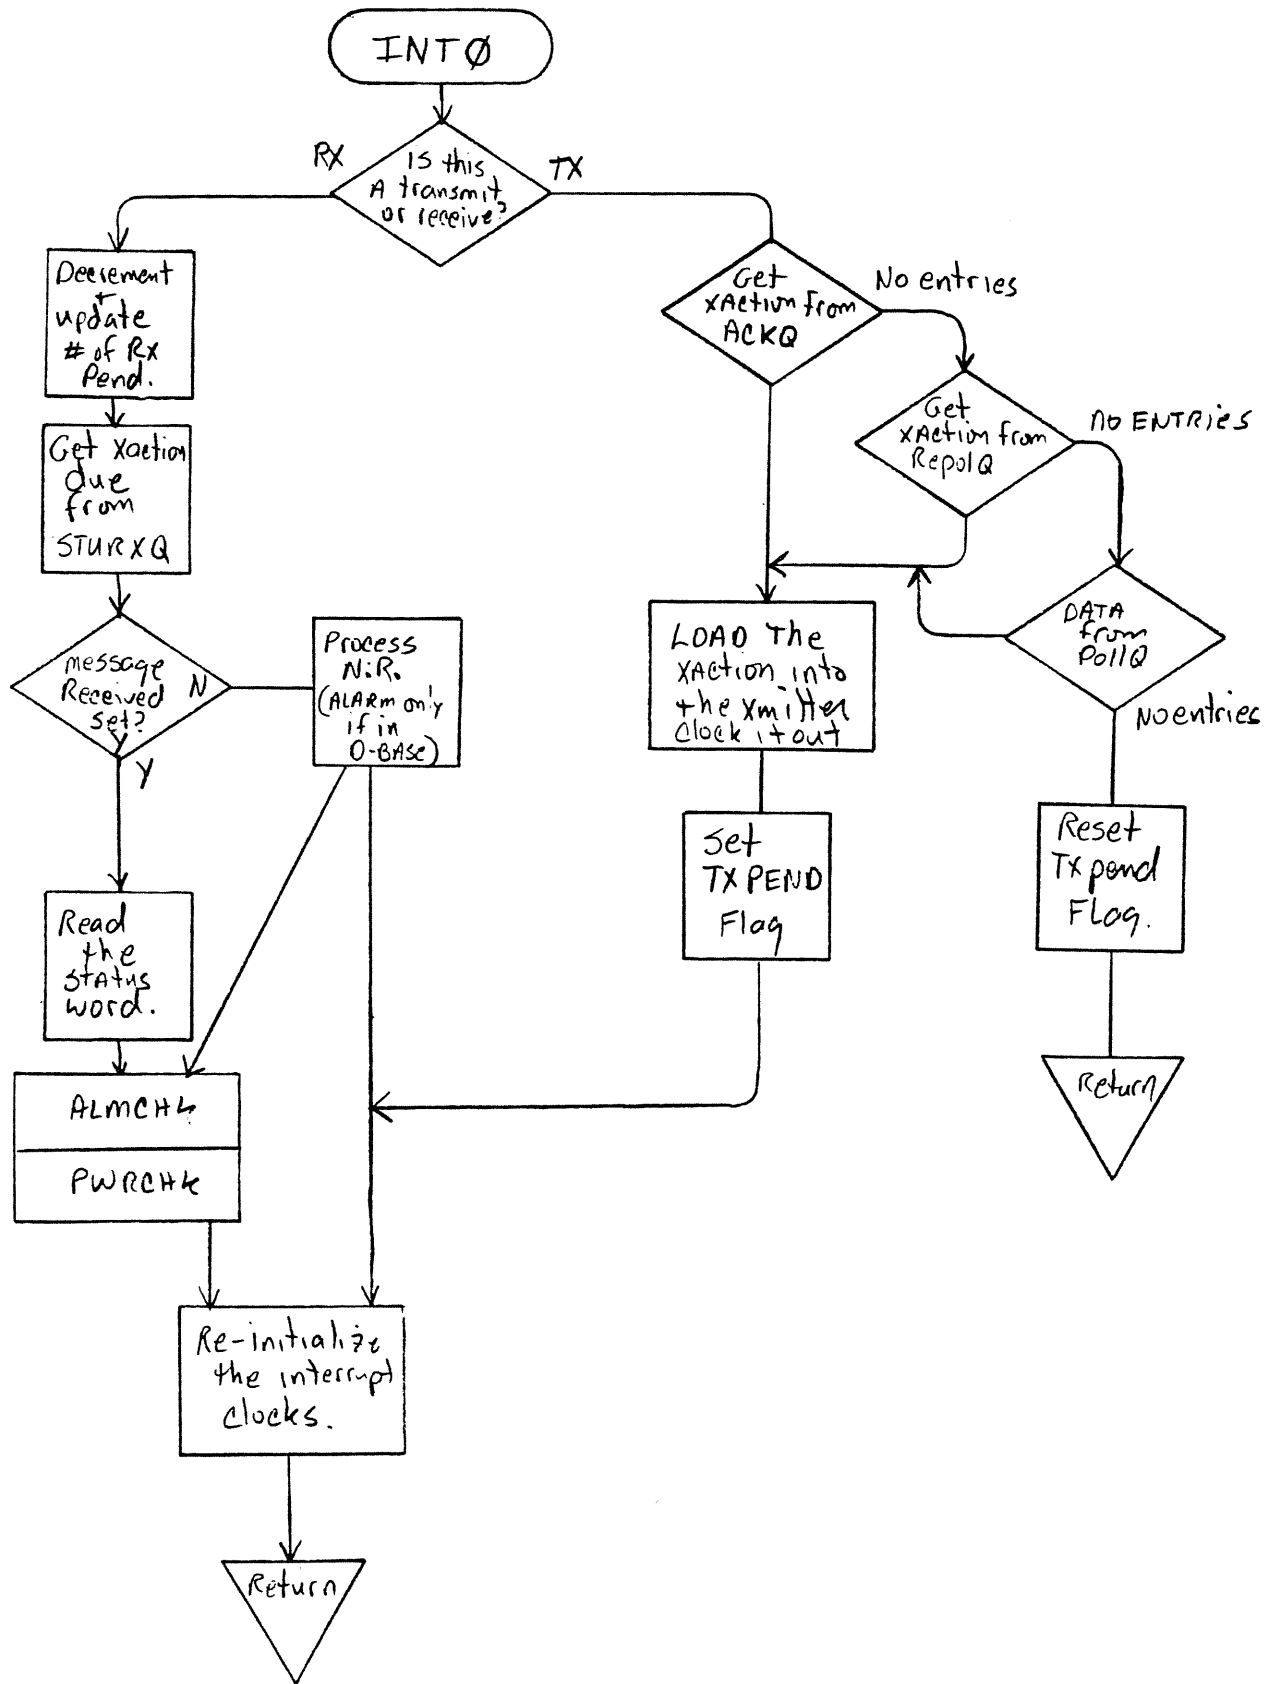 INTØ
RX
Is this
A transmit
or receive?
TX
Decrement
+
update
# of Rx
Pend.
Get Xaction
due
from
STURXQ
message
Received
Set?
N
Y
Y
Process
N.R.
(ALARM only
if in
D-BASE)
Read
the
STATUS
word.
ALMCHK
PWRCHK
Re-initialize
the interrupt
clocks.
Return
Get
XAction from
ACKQ
No entries
Get
XAction from
RepolQ
no ENTRIES
DATA
from
PollQ
No entries
LOAD The
XACTION into
the Xmitter
Clock it out
Set
TX PEND
Flag
Reset
TX pend
FLag.
Return